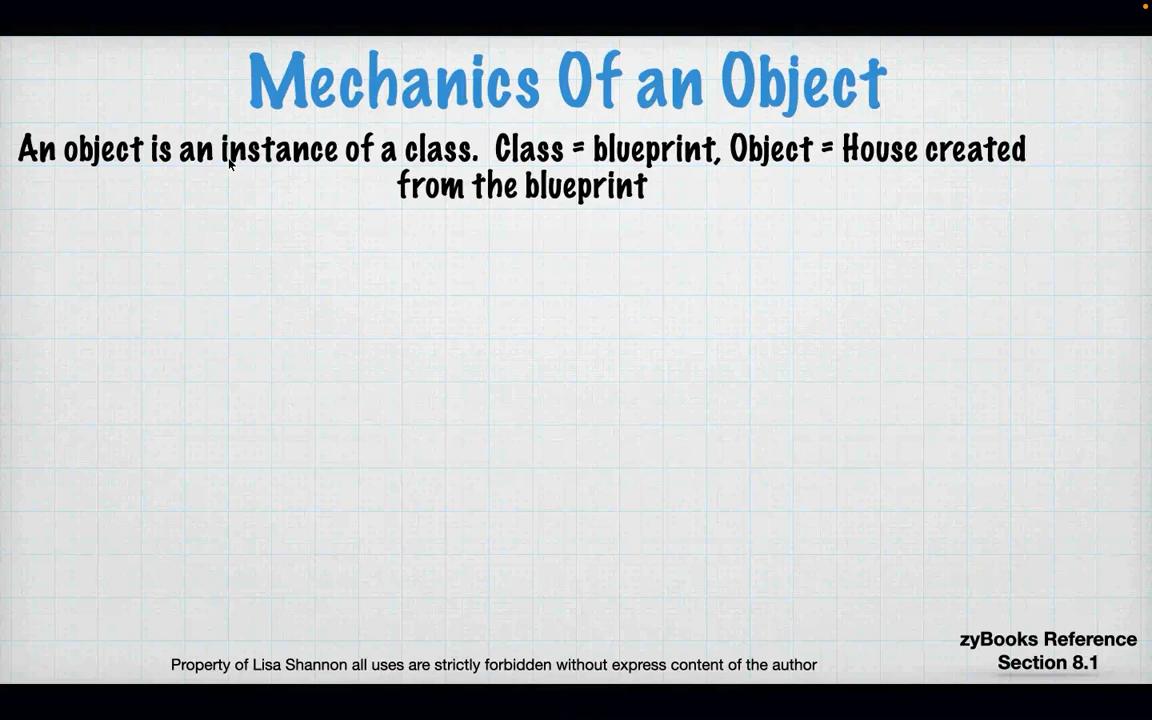 Mechanics Of an Object
An object is an instance of a class.  Class = blueprint, Object = House created
from the blueprint
zyBooks Reference
Section 8.1
Property of Lisa Shannon all uses are strictly forbidden without express content of the author